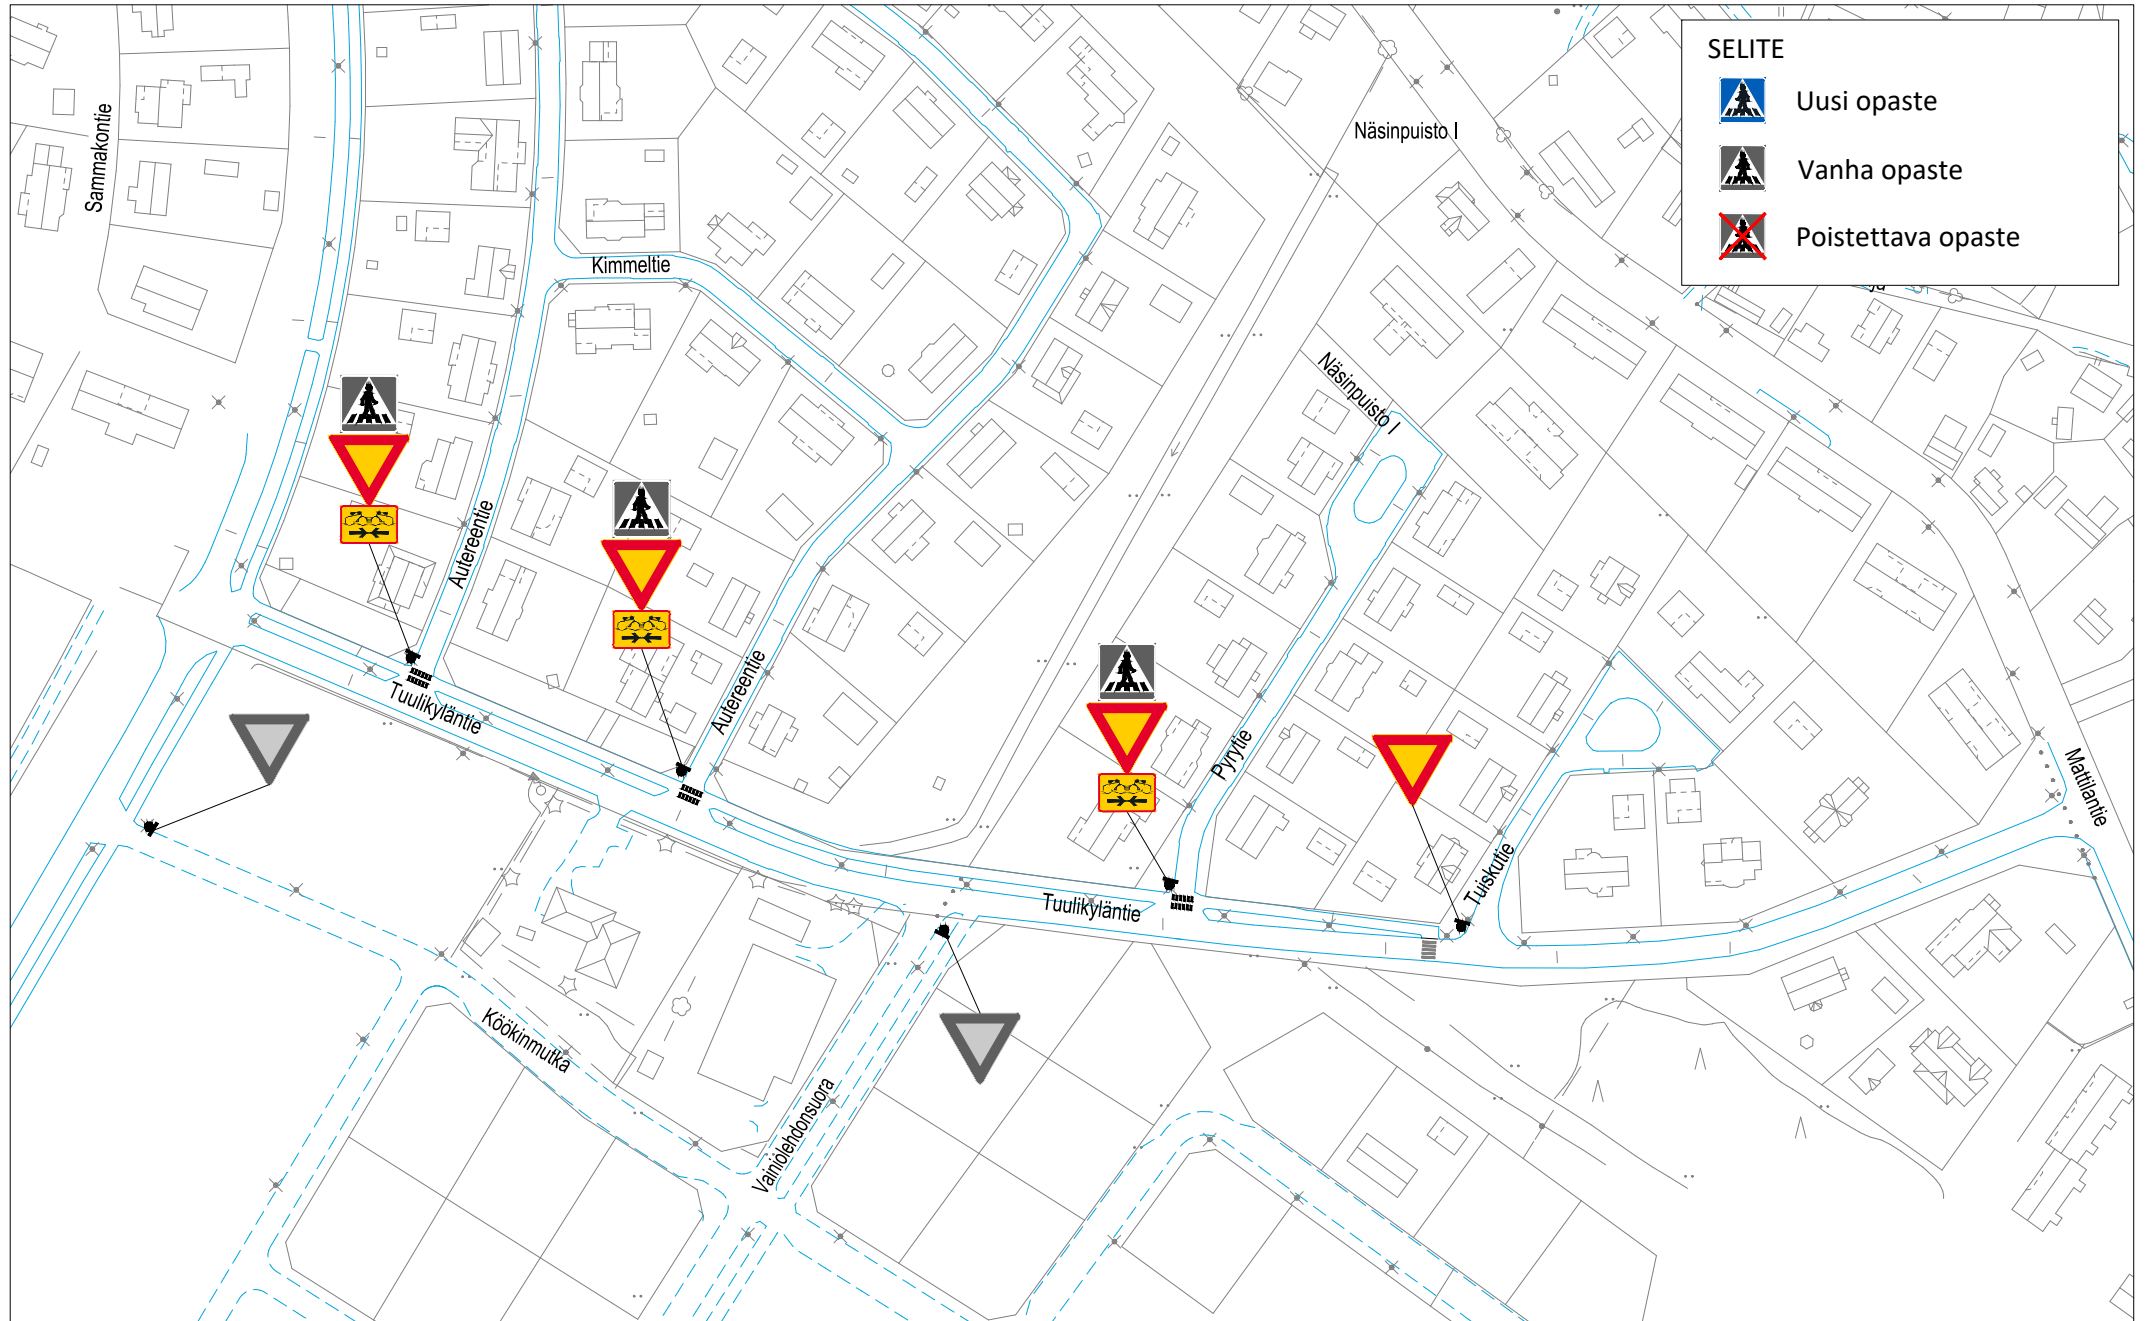 SELITE
Uusi opaste
Vanha opaste
Poistettava opaste
Sammakontie
Näsinpuisto I
Kimmeltie
Näsinpuisto I
Autereentie
Autereentie
Tuulikyläntie
Pyrytie
Mattilantie
Tuiskutie
Tuulikyläntie
Köökinmutka
Vainiolehdonsuora